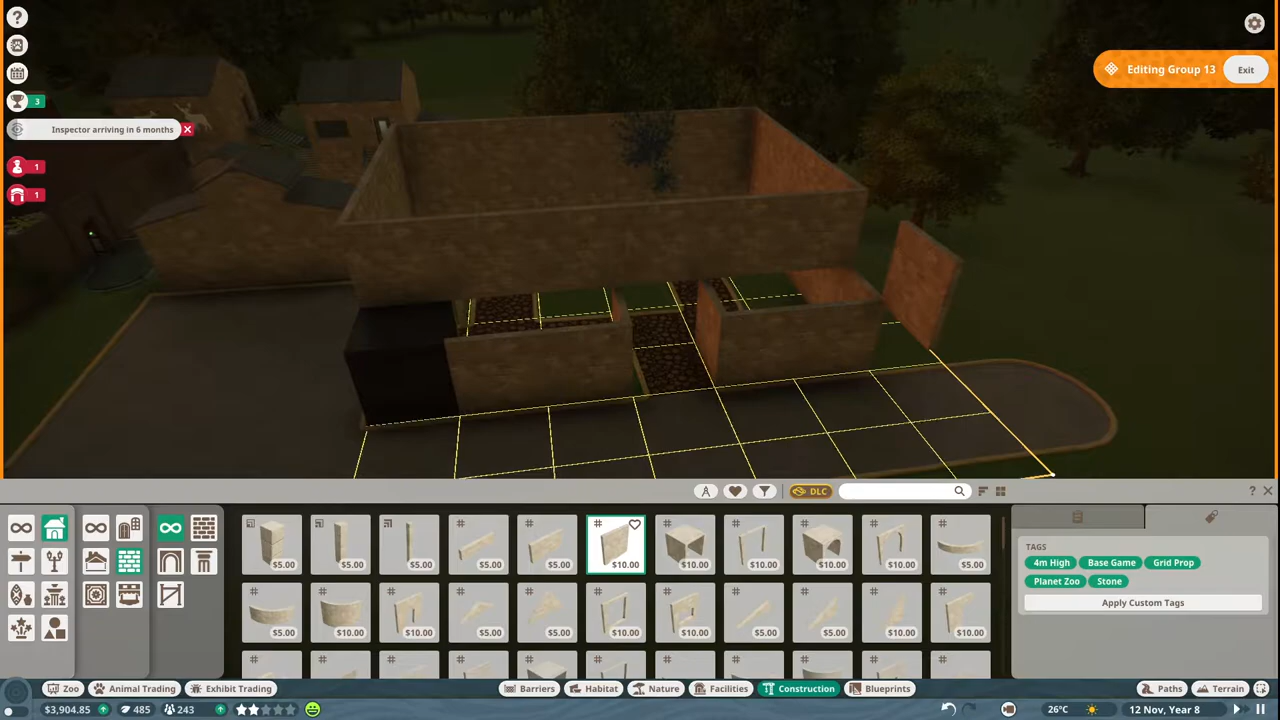 ?
Editing Group 13
Exit
3
Inspector arriving in 6 months
1
1
DLC
?
$5.00
$5.00
$5.00
$5.00
$5.00
$10.00
$10.00
$10.00
$10.00
$10.00
$5.00
TAGS
4m High
Base Game
Grid Prop
Planet Zoo
Stone
Apply Custom Tags
$5.00
$10.00
$10.00
$5.00
$5.00
$10.00
$10.00
$5.00
$5.00
$10.00
$10.00
Zoo
Animal Trading
Exhibit Trading
Barriers
Habitat
Nature
Facilities
Construction
Blueprints
Paths
Terrain
$3,904.85
485
243
26°C
12 Nov, Year 8